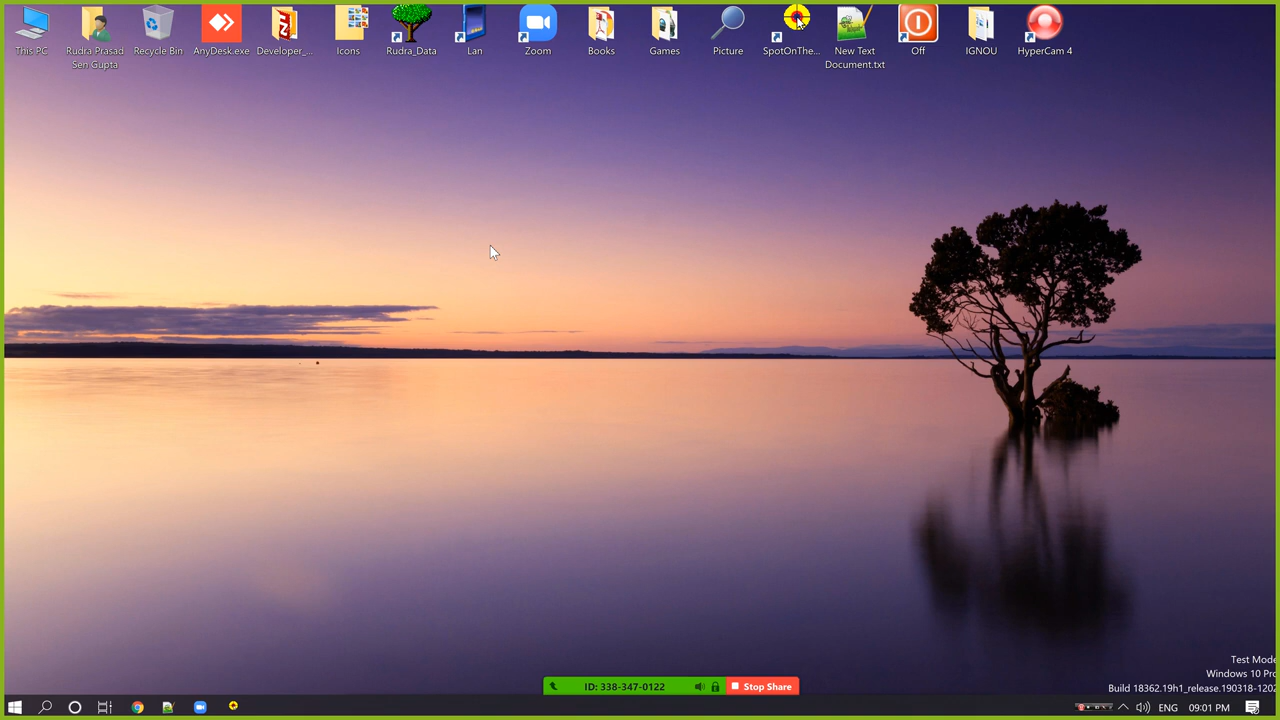 This PC
Rudra Prasad
Sen Gupta
Recycle Bin
AnyDesk.exe
Developer_...
Icons
Rudra_Data
Lan
Zoom
Books
Games
Picture
SpotOnThe...
New Text
Document.txt
Off
IGNOU
HyperCam 4
Test Mode
Windows 10 Pro
Build 18362.19h1_release.190318-1202
ID: 338-347-0122
Stop Share
ENG
09:01 PM